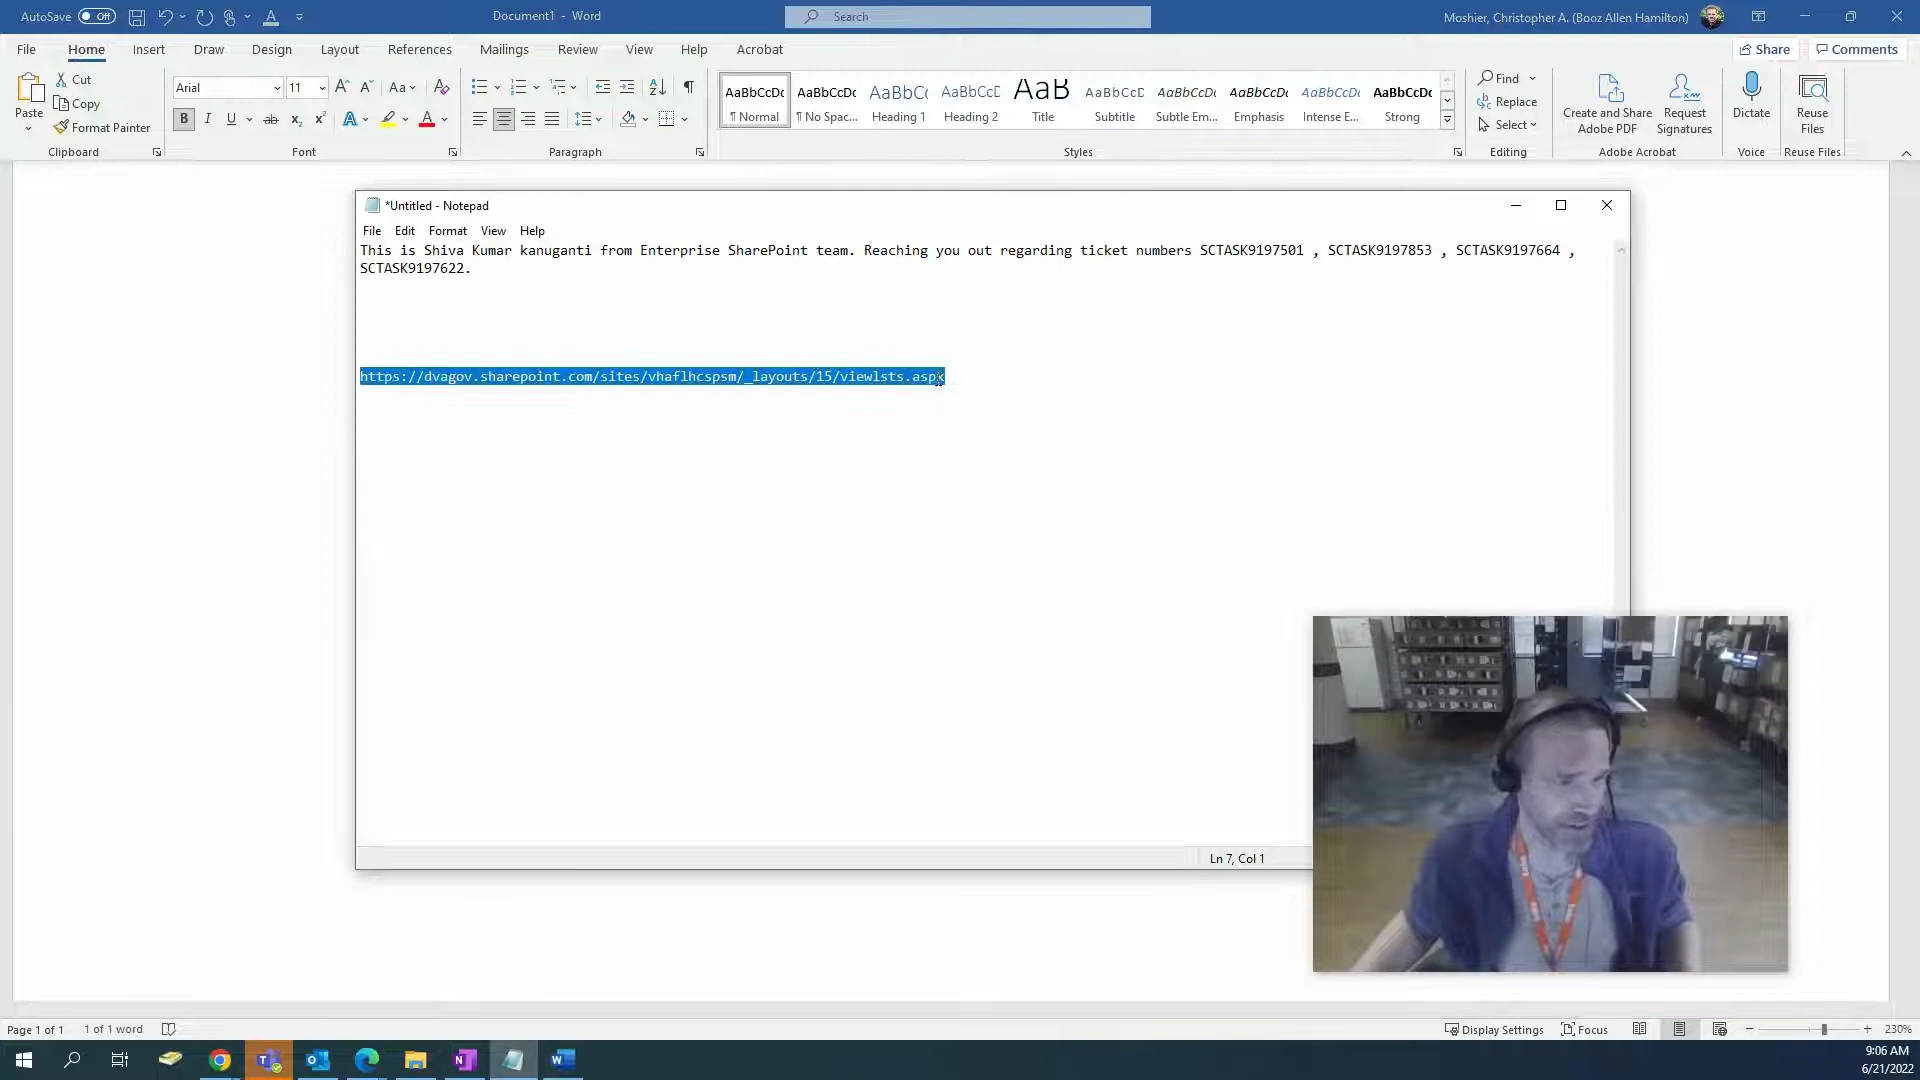 AutoSave Off Document1 - Word Search Moshier, Christopher A. (Booz Allen Hamilton)
File Home Insert Draw Design Layout References Mailings Review View Help Acrobat Share Comments
Paste
Cut
Copy
Format Painter
Clipboard
Arial 11
Font
Paragraph
AaBbCcDc AaBbCcDc AaBbC( AaBbCcD AaB AaBbCcD AaBbCcDc AaBbCcDc AaBbCcDc AaBbCcDc
¶ Normal ¶ No Spac... Heading 1 Heading 2 Title Subtitle Subtle Em... Emphasis Intense E... Strong
Styles
Find
Replace
Select
Editing
Create and Share
Adobe PDF
Request
Signatures
Adobe Acrobat
Dictate
Voice
Reuse
Files
Reuse Files
*Untitled - Notepad
File Edit Format View Help
This is Shiva Kumar kanuganti from Enterprise SharePoint team. Reaching you out regarding ticket numbers SCTASK9197501 , SCTASK9197853 , SCTASK9197664 ,
SCTASK9197622.
https://dvagov.sharepoint.com/sites/vhaflhcspsm/_layouts/15/viewlsts.aspx
Ln 7, Col 1
Page 1 of 1 1 of 1 word Display Settings Focus 230%
9:06 AM
6/21/2022